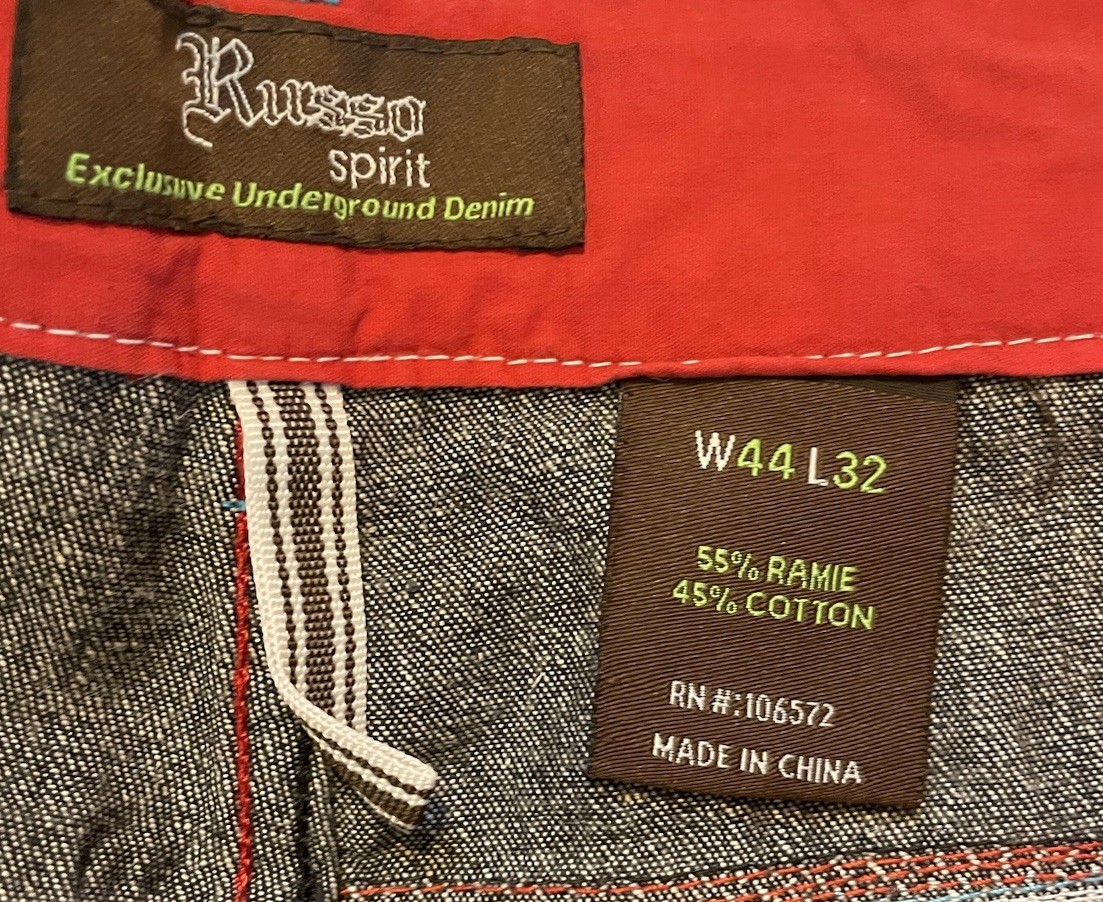 Russo
spirit
Exclusive Underground Denim
W44 L32
55% RAMIE
45% COTTON
RN #:106572
MADE IN CHINA